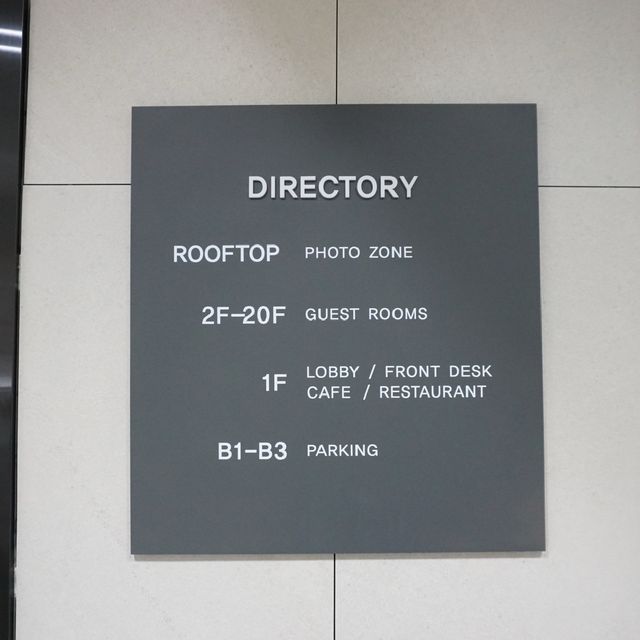 DIRECTORY
ROOFTOP PHOTO ZONE
2F-20F GUEST ROOMS
1F LOBBY / FRONT DESK
CAFE / RESTAURANT
B1-B3 PARKING